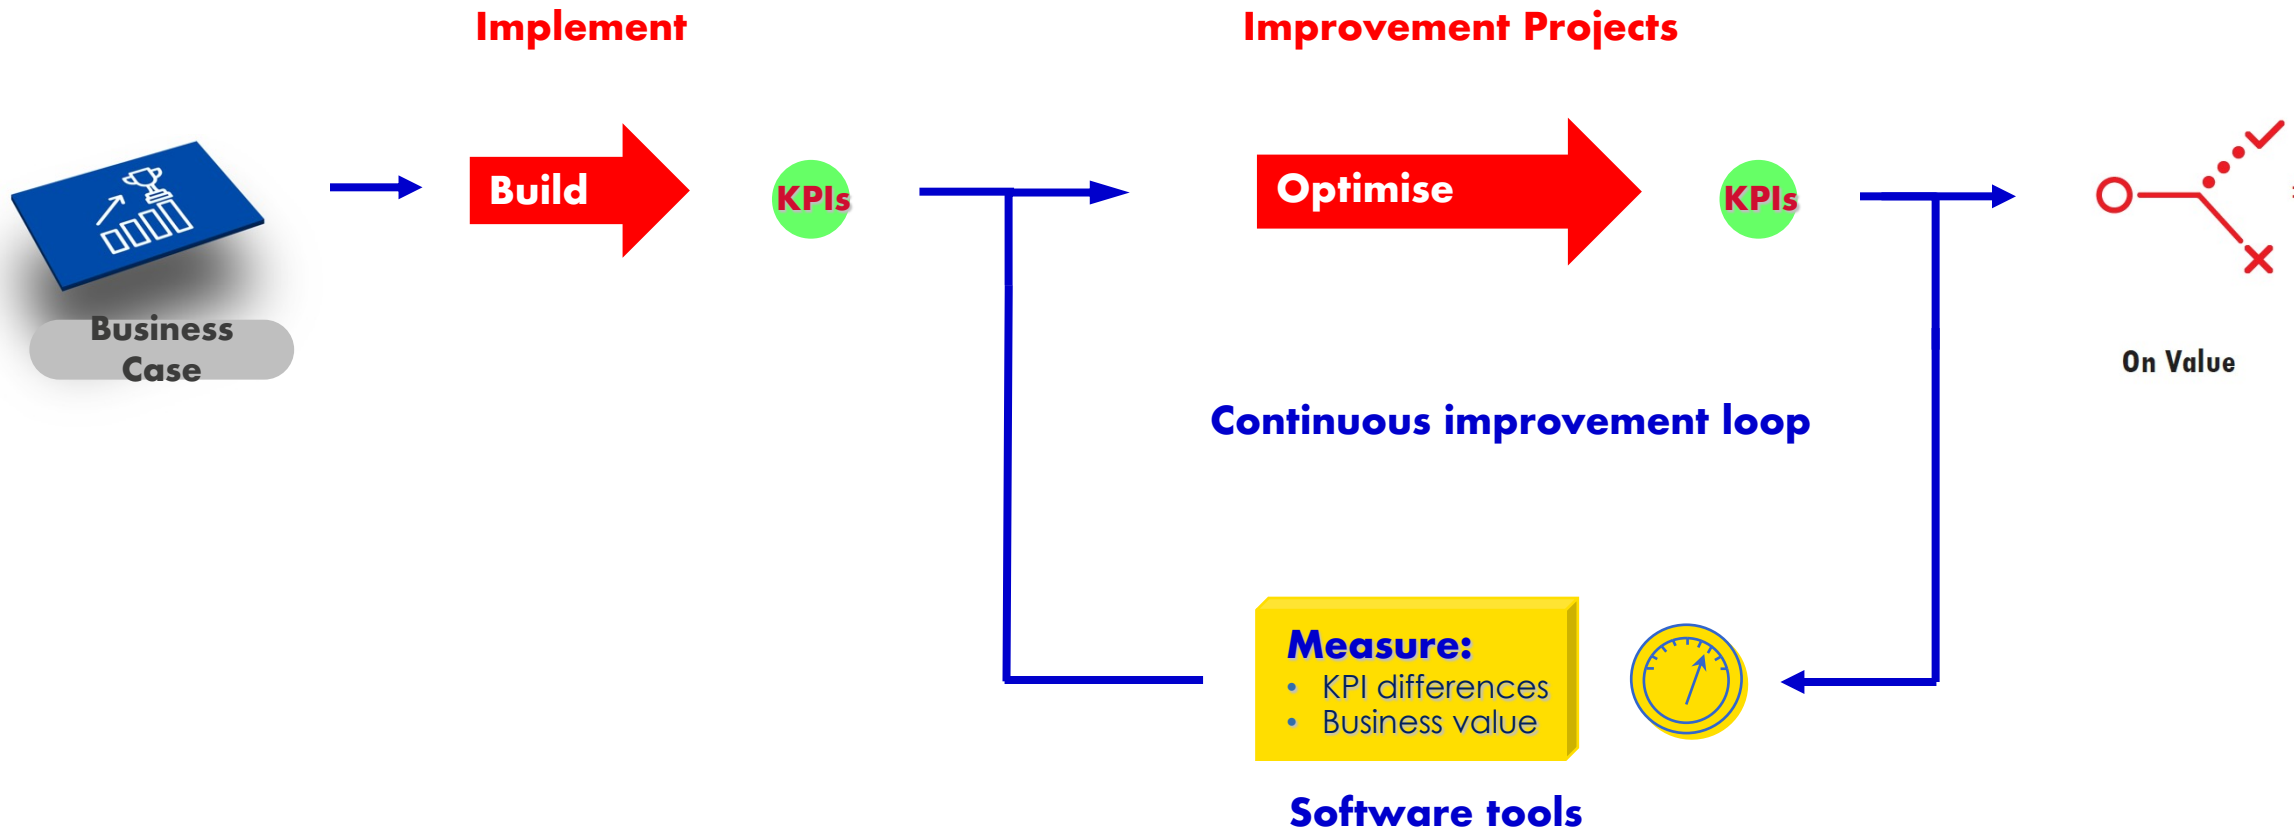 Implement
Improvement Projects
Build
KPIs
Optimise
KPIs
Business
Case
On Value
Continuous improvement loop
Measure:
• KPI differences
• Business value
Software tools